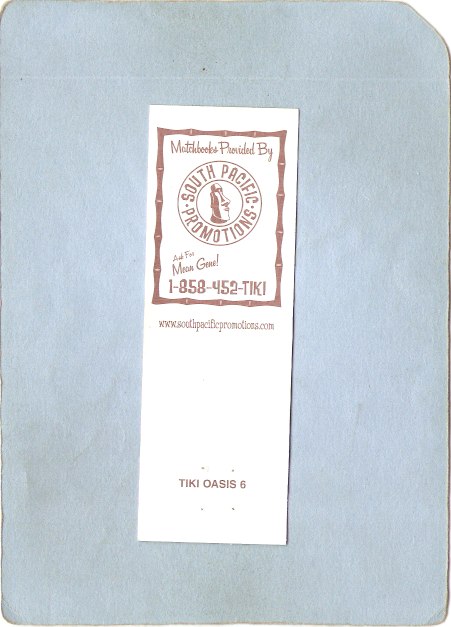 Matchbooks Provided By
SOUTH PACIFIC
PROMOTIONS
Ask For
Mean Gene!
1-858-452-TIKI
www.southpacificpromotions.com
TIKI OASIS 6